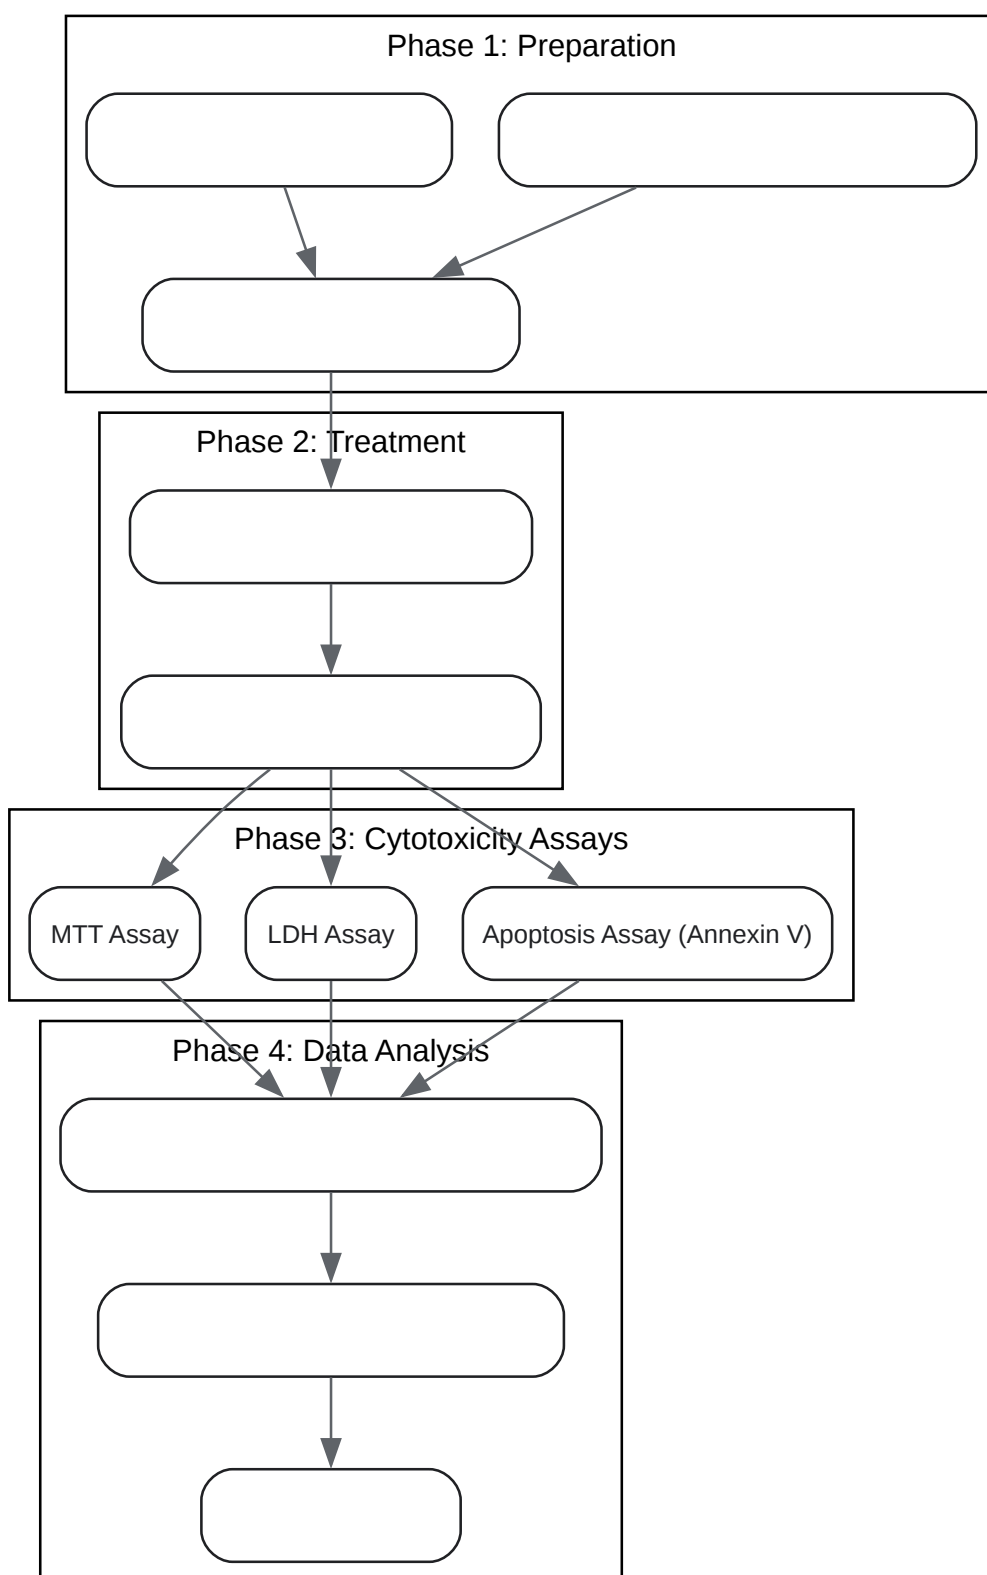 Phase 1: Preparation
Phase 2: Treatment
Phase 3: Cytotoxicity Assays
MTT Assay
LDH Assay
Apoptosis Assay (Annexin V)
Phase 4: Data Analysis